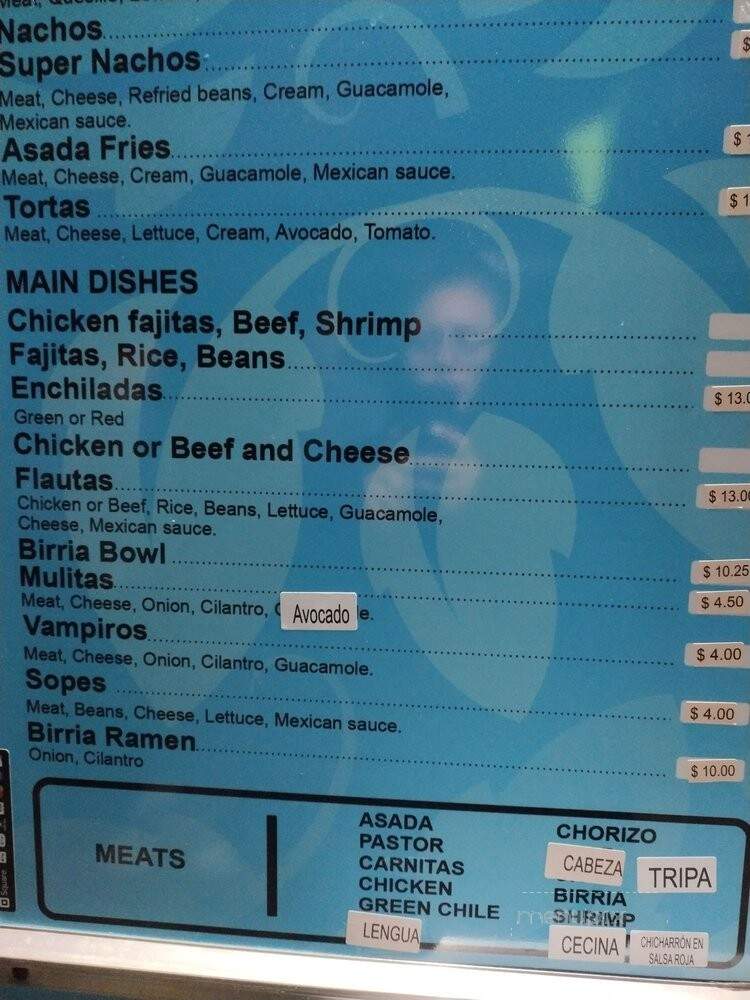 Nachos
Super Nachos
Meat, Cheese, Refried beans, Cream, Guacamole,
Mexican sauce.
Asada Fries
Meat, Cheese, Cream, Guacamole, Mexican sauce.
Tortas $ 1
Meat, Cheese, Lettuce, Cream, Avocado, Tomato.
MAIN DISHES
Chicken fajitas, Beef, Shrimp
Fajitas, Rice, Beans
Enchiladas $ 13.0
Green or Red
Chicken or Beef and Cheese
Flautas $ 13.00
Chicken or Beef, Rice, Beans, Lettuce, Guacamole,
Cheese, Mexican sauce.
Birria Bowl $ 10.25
Mulitas $ 4.50
Meat, Cheese, Onion, Cilantro, Avocado e.
Vampiros $ 4.00
Meat, Cheese, Onion, Cilantro, Guacamole.
Sopes $ 4.00
Meat, Beans, Cheese, Lettuce, Mexican sauce.
Birria Ramen $ 10.00
Onion, Cilantro
MEATS
ASADA
PASTOR
CARNITAS
CHICKEN
GREEN CHILE
LENGUA
CHORIZO
CABEZA TRIPA
BIRRIA
SHRIMP
CECINA CHICHARRÓN EN
SALSA ROJA
Square